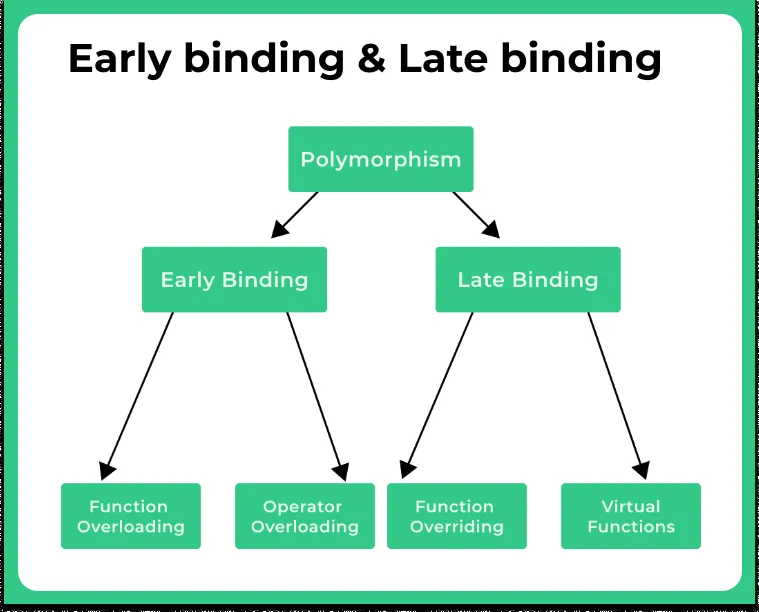 Early binding & Late binding
Polymorphism
Early Binding
Late Binding
Function
Overloading
Operator
Overloading
Function
Overriding
Virtual
Functions